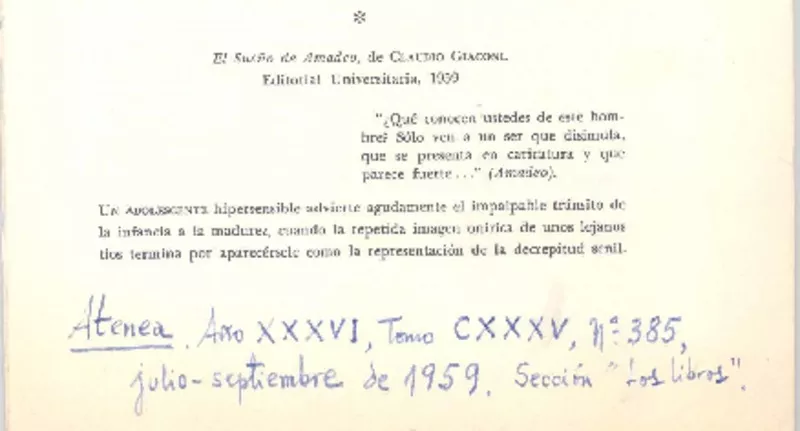 *
El Sueño de Amadeo, de CLAUDIO GIACONI.
Editorial Universitaria, 1959
"¿Qué conocen ustedes de este hom-
bre? Sólo ven a un ser que disimula,
que se presenta en caricatura y que
parece fuerte..." (Amadeo).
UN ADOLESCENTE hipersensible advierte agudamente el impalpable tránsito de
la infancia a la madurez, cuando la repetida imagen onírica de unos lejanos
tíos termina por aparecérsele como la representación de la decrepitud senil.
Atenea. Año XXXVI, Tomo CXXXV, Nº 385,
julio-septiembre de 1959. Sección "Los libros".